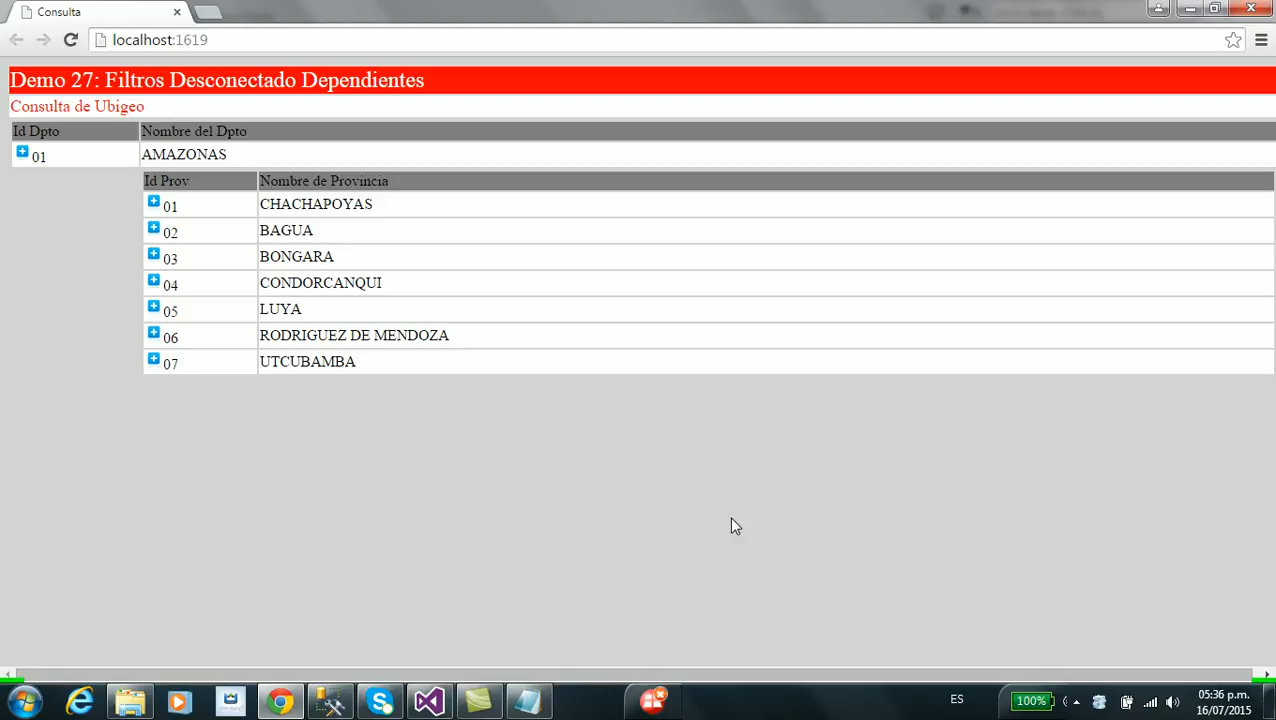 Consulta
localhost:1619
Demo 27: Filtros Desconectado Dependientes
Consulta de Ubigeo
Id Dpto Nombre del Dpto
01 AMAZONAS
Id Prov Nombre de Provincia
01 CHACHAPOYAS
02 BAGUA
03 BONGARA
04 CONDORCANQUI
05 LUYA
06 RODRIGUEZ DE MENDOZA
07 UTCUBAMBA
ES 100% 05:36 p.m.
16/07/2015